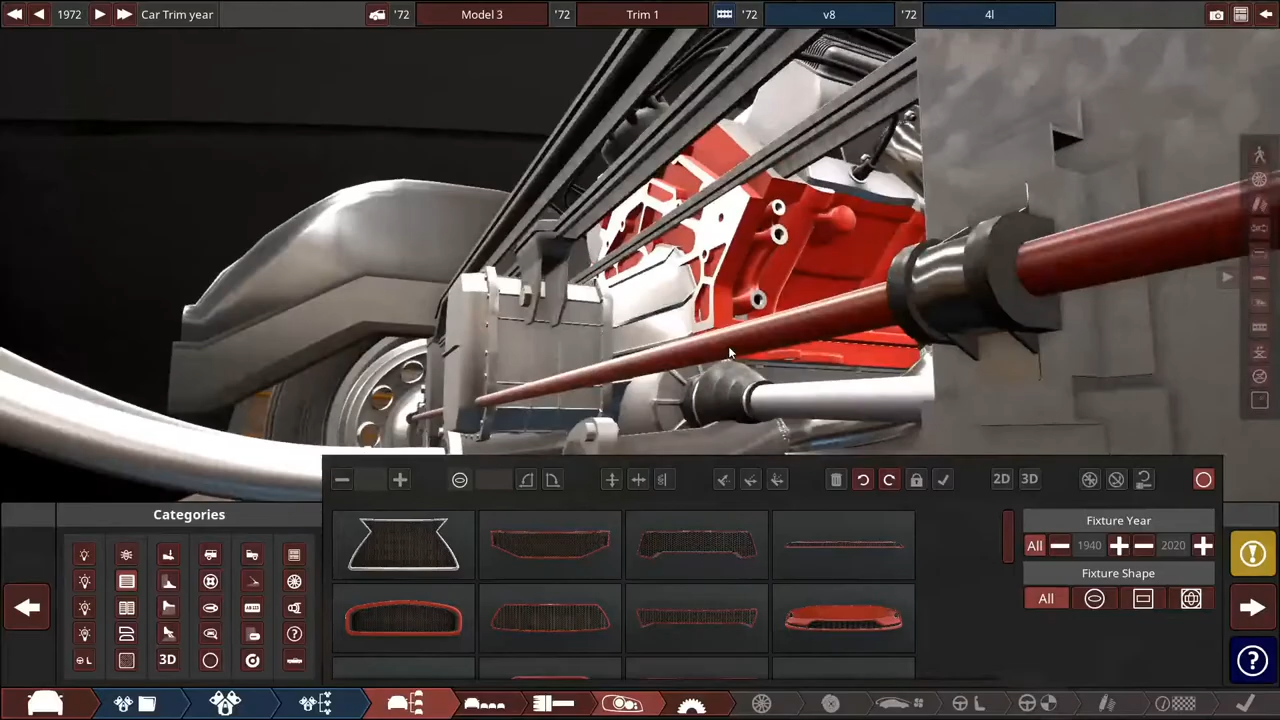 1972 Car Trim year '72 Model 3 '72 Trim 1 '72 v8 '72 4l
2D 3D
Categories
Fixture Year
All 1940 2020
Fixture Shape
All
3D
L